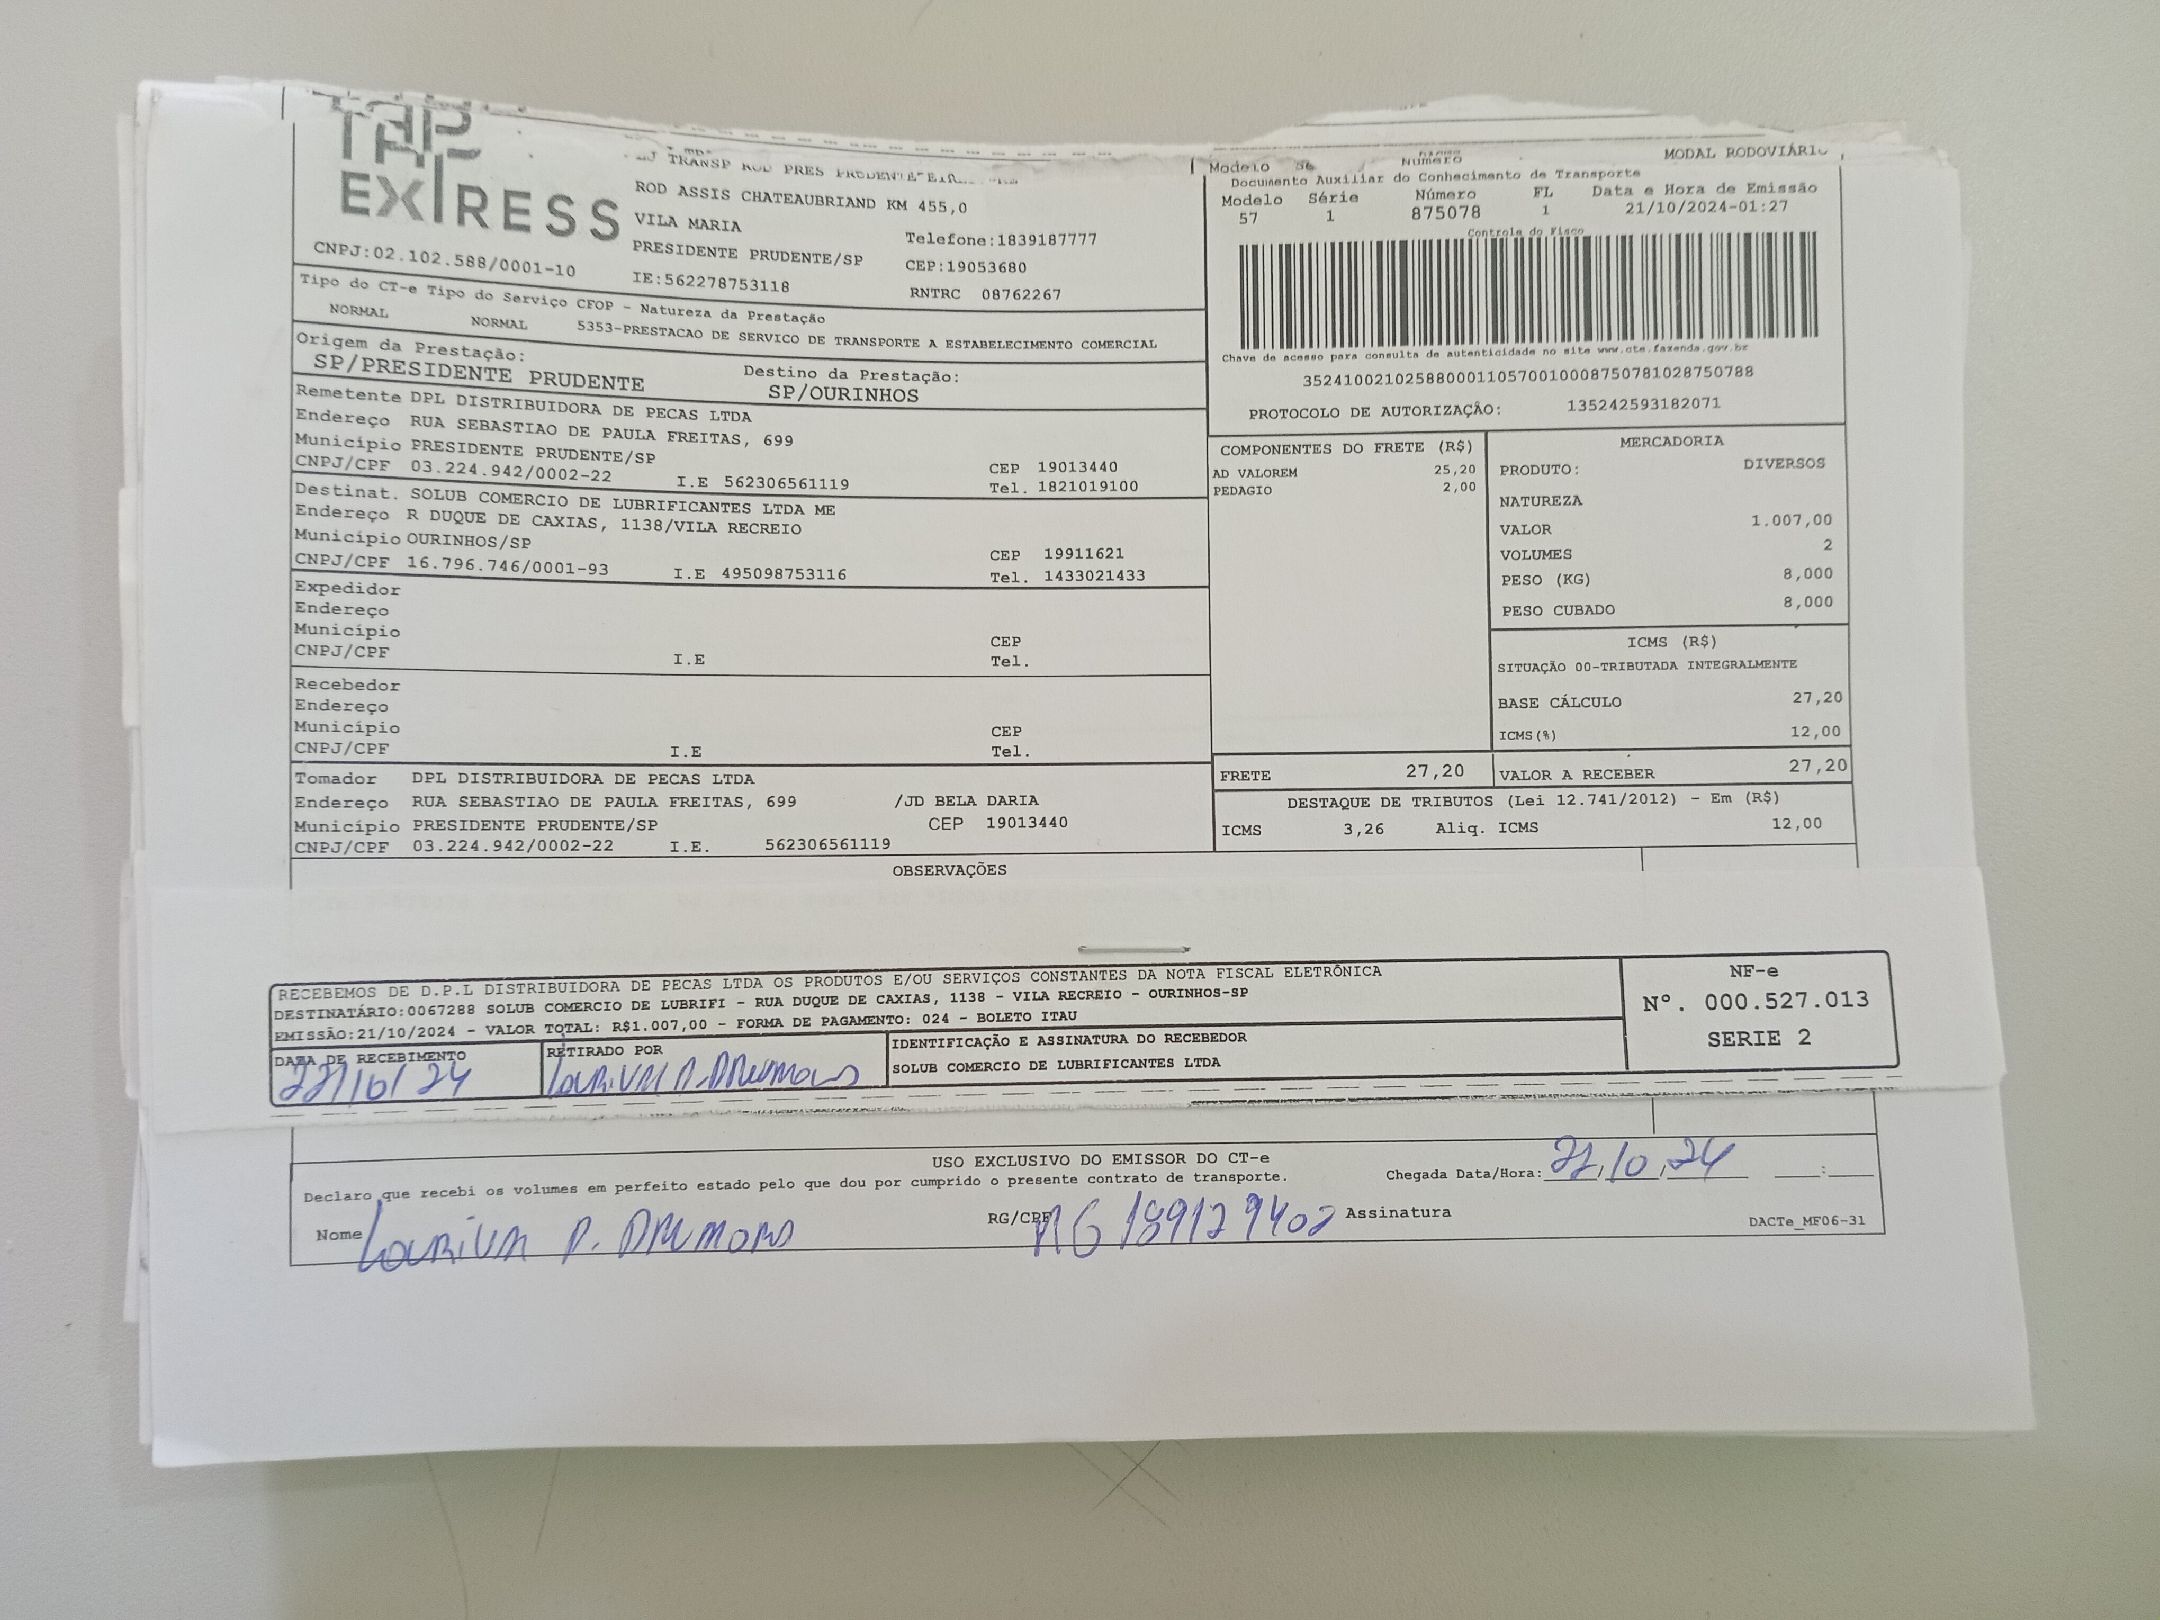 TAP
EXPRESS
CNPJ:02.102.588/0001-10
TRANSP ROD PRES PRUDENTE
ROD ASSIS CHATEAUBRIAND KM 455,0
VILA MARIA
PRESIDENTE PRUDENTE/SP
IE:562278753118
Telefone:1839187777
CEP:19053680
RNTRC 08762267
Modelo Número
MODAL RODOVIÁRIO
Documento Auxiliar do Conhecimento de Transporte
Modelo Série Número FL Data e Hora de Emissão
57 1 875078 1 21/10/2024-01:27
Controle do Fisco
Chave de acesso para consulta de autenticidade no site www.cte.fazenda.gov.br
35241002102588000110570010008750781028750788
PROTOCOLO DE AUTORIZAÇÃO: 135242593182071
Tipo do CT-e Tipo do Serviço CFOP - Natureza da Prestação
NORMAL NORMAL 5353-PRESTACAO DE SERVICO DE TRANSPORTE A ESTABELECIMENTO COMERCIAL
Origem da Prestação: Destino da Prestação:
SP/PRESIDENTE PRUDENTE SP/OURINHOS
Remetente DPL DISTRIBUIDORA DE PECAS LTDA
Endereço RUA SEBASTIAO DE PAULA FREITAS, 699
Município PRESIDENTE PRUDENTE/SP CEP 19013440
CNPJ/CPF 03.224.942/0002-22 I.E 562306561119 Tel. 1821019100
Destinat. SOLUB COMERCIO DE LUBRIFICANTES LTDA ME
Endereço R DUQUE DE CAXIAS, 1138/VILA RECREIO
Município OURINHOS/SP CEP 19911621
CNPJ/CPF 16.796.746/0001-93 I.E 495098753116 Tel. 1433021433
Expedidor
Endereço
Município CEP
CNPJ/CPF I.E Tel.
Recebedor
Endereço
Município CEP
CNPJ/CPF I.E Tel.
Tomador DPL DISTRIBUIDORA DE PECAS LTDA
Endereço RUA SEBASTIAO DE PAULA FREITAS, 699 /JD BELA DARIA
Município PRESIDENTE PRUDENTE/SP CEP 19013440
CNPJ/CPF 03.224.942/0002-22 I.E. 562306561119
COMPONENTES DO FRETE (R$)
AD VALOREM 25,20
PEDAGIO 2,00
MERCADORIA
PRODUTO: DIVERSOS
NATUREZA
VALOR 1.007,00
VOLUMES 2
PESO (KG) 8,000
PESO CUBADO 8,000
ICMS (R$)
SITUAÇÃO 00-TRIBUTADA INTEGRALMENTE
BASE CÁLCULO 27,20
ICMS(%) 12,00
FRETE 27,20 VALOR A RECEBER 27,20
DESTAQUE DE TRIBUTOS (Lei 12.741/2012) - Em (R$)
ICMS 3,26 Aliq. ICMS 12,00
OBSERVAÇÕES
RECEBEMOS DE D.P.L DISTRIBUIDORA DE PECAS LTDA OS PRODUTOS E/OU SERVIÇOS CONSTANTES DA NOTA FISCAL ELETRÔNICA
DESTINATÁRIO:0067288 SOLUB COMERCIO DE LUBRIFI - RUA DUQUE DE CAXIAS, 1138 - VILA RECREIO - OURINHOS-SP
EMISSÃO:21/10/2024 - VALOR TOTAL: R$1.007,00 - FORMA DE PAGAMENTO: 024 - BOLETO ITAU
DATA DE RECEBIMENTO
22/10/24
RETIRADO POR
LOURIVAL P. DRUMOND
IDENTIFICAÇÃO E ASSINATURA DO RECEBEDOR
SOLUB COMERCIO DE LUBRIFICANTES LTDA
NF-e
Nº. 000.527.013
SERIE 2
USO EXCLUSIVO DO EMISSOR DO CT-e
Declaro que recebi os volumes em perfeito estado pelo que dou por cumprido o presente contrato de transporte.
Chegada Data/Hora: 22/10/24 :
Nome LOURIVAL P. DRUMOND RG/CPF RG 189129402 Assinatura
DACTe_MF06-31